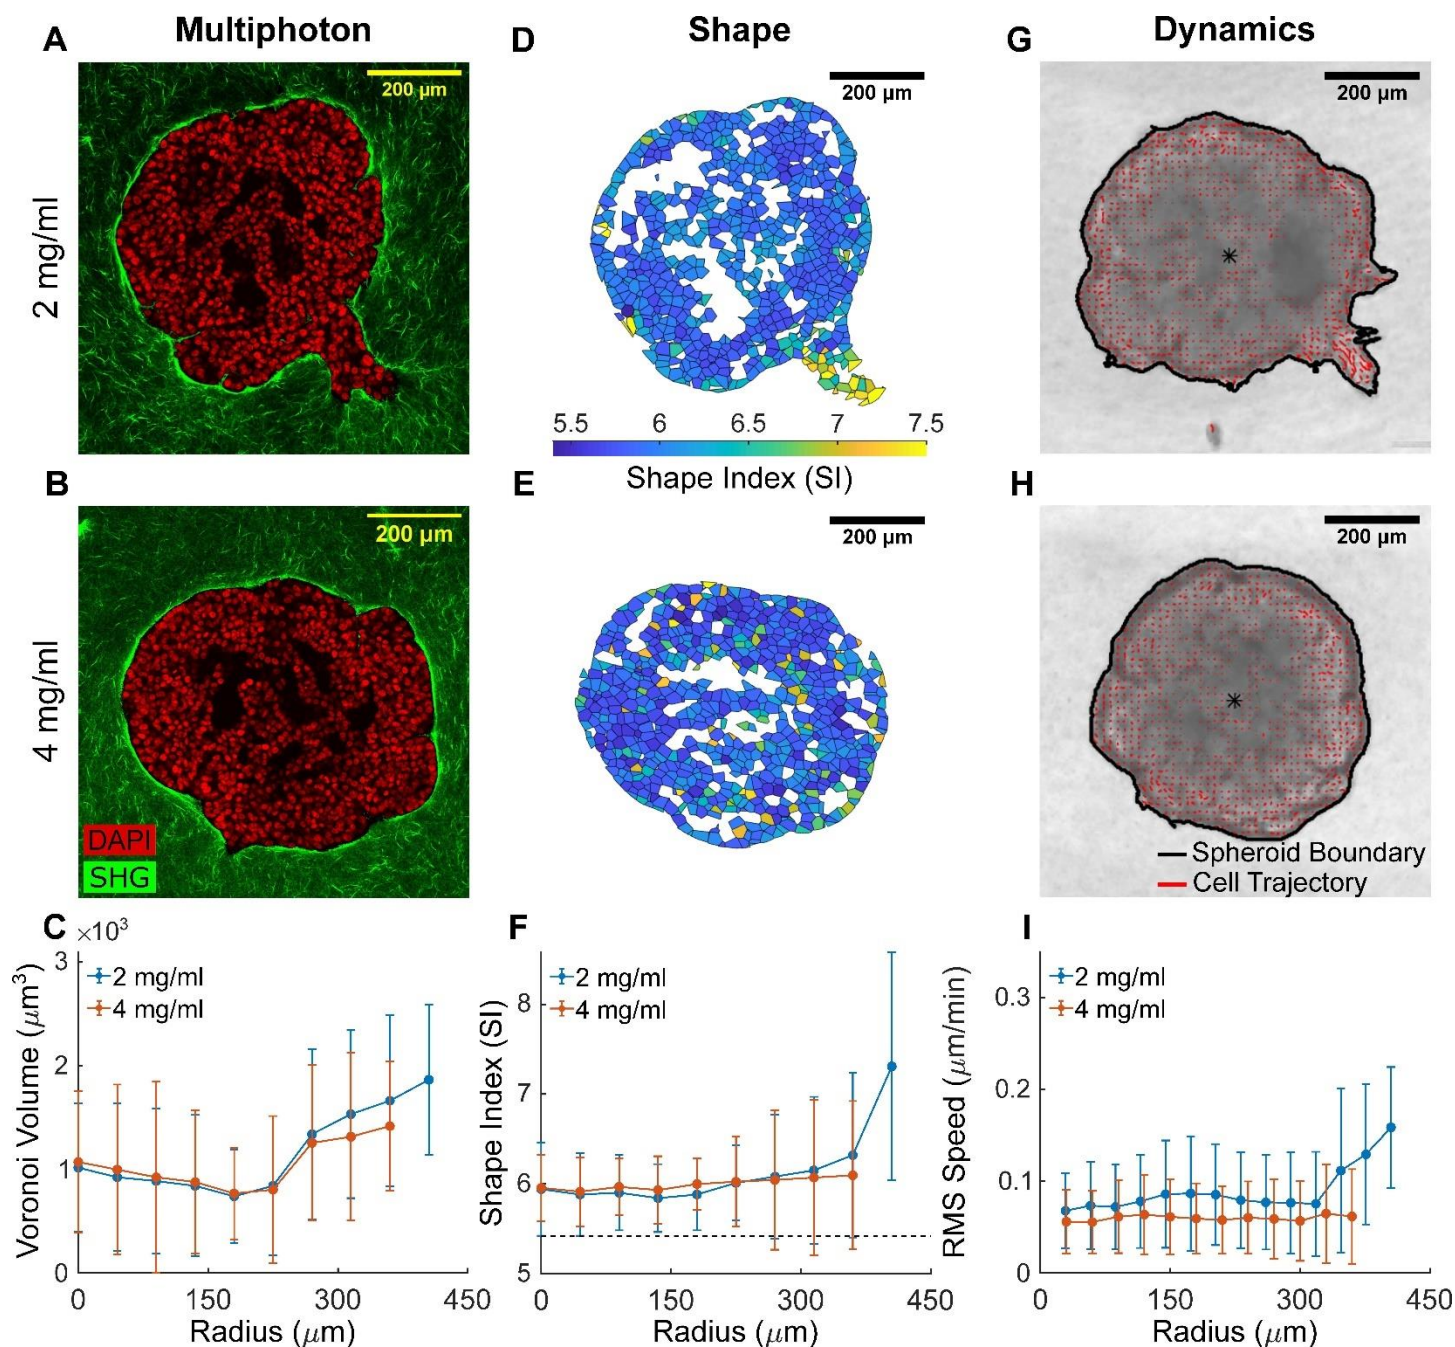 Multiphoton
Shape
Dynamics
A
D
G
200 µm
200 µm
200 µm
2 mg/ml
5.5 6 6.5 7 7.5
Shape Index (SI)
B
E
H
200 µm
200 µm
200 µm
4 mg/ml
DAPI
SHG
Spheroid Boundary
Cell Trajectory
C
×10³
2 mg/ml
4 mg/ml
Voronoi Volume (µm³)
3
2
1
0
0 150 300 450
Radius (µm)
F
2 mg/ml
4 mg/ml
Shape Index (SI)
8
7
6
5
0 150 300 450
Radius (µm)
I
2 mg/ml
4 mg/ml
RMS Speed (µm/min)
0.3
0.2
0.1
0
0 150 300 450
Radius (µm)